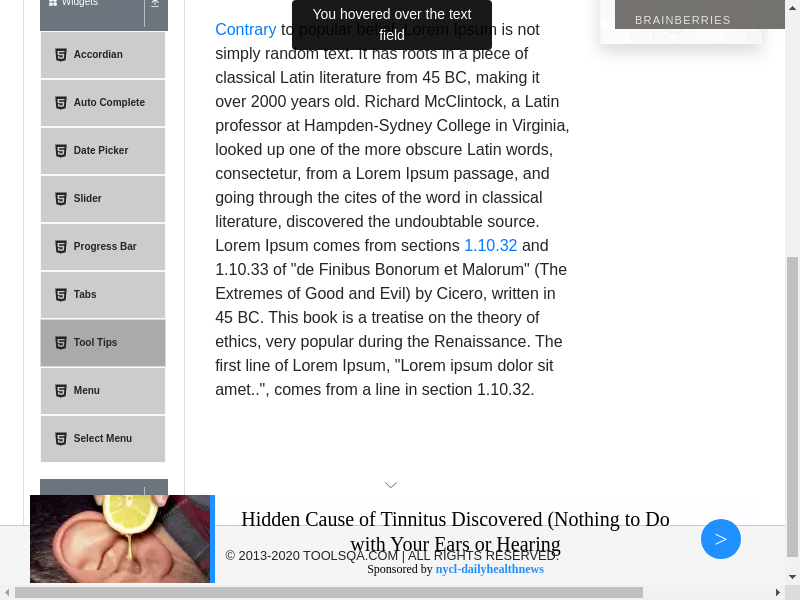 Widgets
Accordian
Auto Complete
Date Picker
Slider
Progress Bar
Tabs
Tool Tips
Menu
Select Menu
You hovered over the text
field
Contrary to popular belief, Lorem Ipsum is not
simply random text. It has roots in a piece of
classical Latin literature from 45 BC, making it
over 2000 years old. Richard McClintock, a Latin
professor at Hampden-Sydney College in Virginia,
looked up one of the more obscure Latin words,
consectetur, from a Lorem Ipsum passage, and
going through the cites of the word in classical
literature, discovered the undoubtable source.
Lorem Ipsum comes from sections 1.10.32 and
1.10.33 of "de Finibus Bonorum et Malorum" (The
Extremes of Good and Evil) by Cicero, written in
45 BC. This book is a treatise on the theory of
ethics, very popular during the Renaissance. The
first line of Lorem Ipsum, "Lorem ipsum dolor sit
amet..", comes from a line in section 1.10.32.
BRAINBERRIES
Hidden Cause of Tinnitus Discovered (Nothing to Do
with Your Ears or Hearing
© 2013-2020 TOOLSQA.COM | ALL RIGHTS RESERVED.
Sponsored by nycl-dailyhealthnews
>